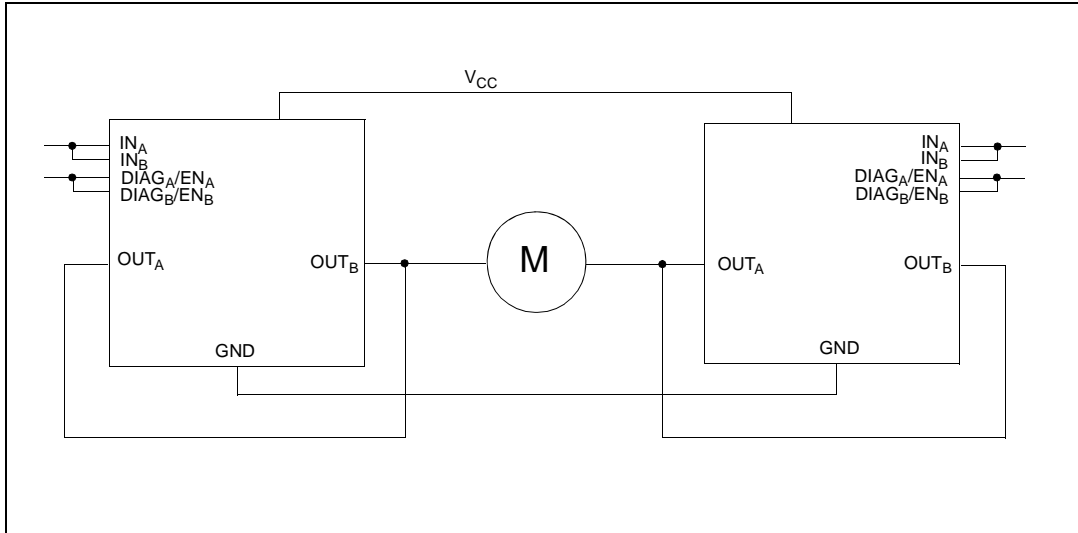 V_CC
IN_A
IN_B
DIAG_A/EN_A
DIAG_B/EN_B
OUT_A
OUT_B
GND
M
IN_A
IN_B
DIAG_A/EN_A
DIAG_B/EN_B
OUT_A
OUT_B
GND